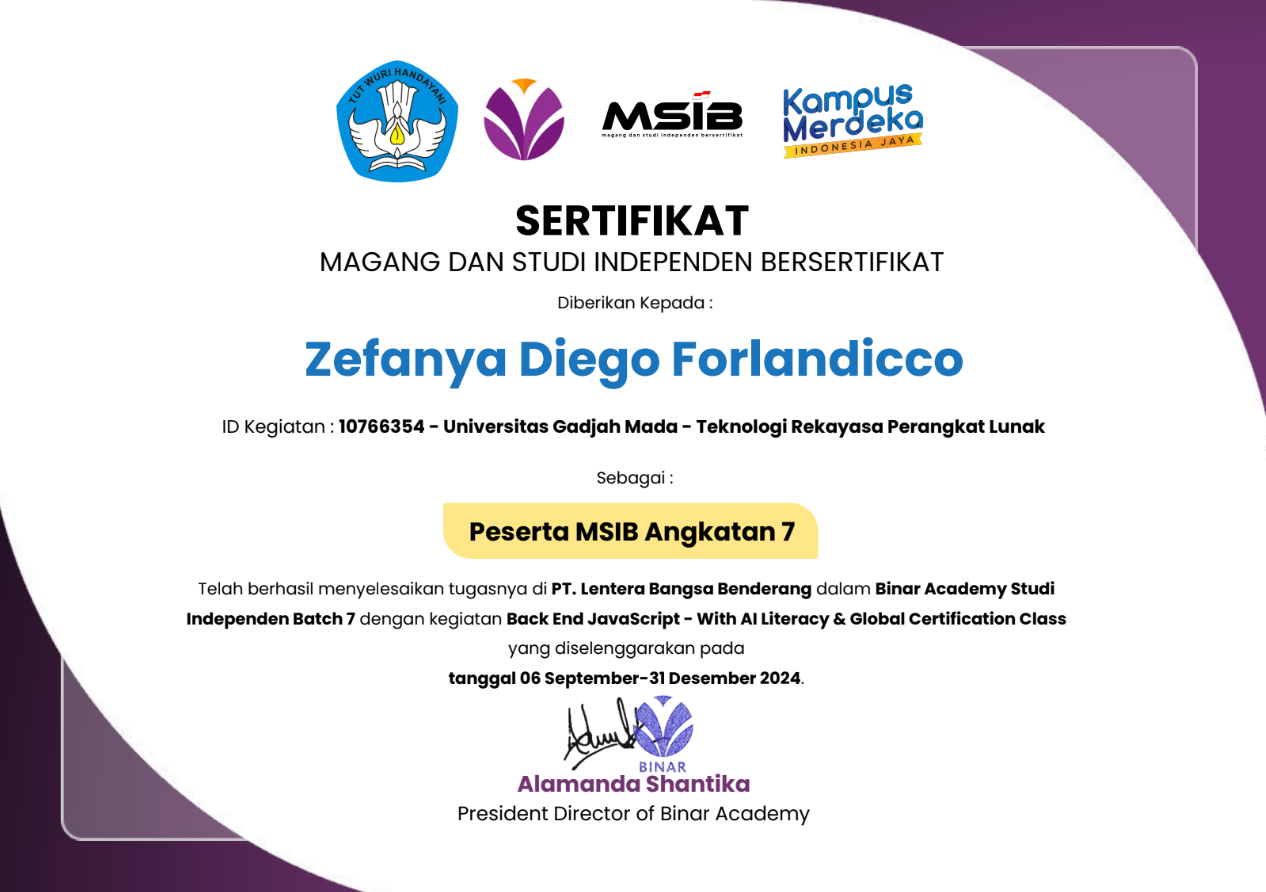 TUT WURI HANDAYANI
MSIB
magang dan studi independen bersertifikat
Kampus
Merdeka
INDONESIA JAYA
SERTIFIKAT
MAGANG DAN STUDI INDEPENDEN BERSERTIFIKAT
Diberikan Kepada :
Zefanya Diego Forlandicco
ID Kegiatan : 10766354 - Universitas Gadjah Mada - Teknologi Rekayasa Perangkat Lunak
Sebagai :
Peserta MSIB Angkatan 7
Telah berhasil menyelesaikan tugasnya di PT. Lentera Bangsa Benderang dalam Binar Academy Studi
Independen Batch 7 dengan kegiatan Back End JavaScript - With AI Literacy & Global Certification Class
yang diselenggarakan pada
tanggal 06 September-31 Desember 2024.
BINAR
Alamanda Shantika
President Director of Binar Academy